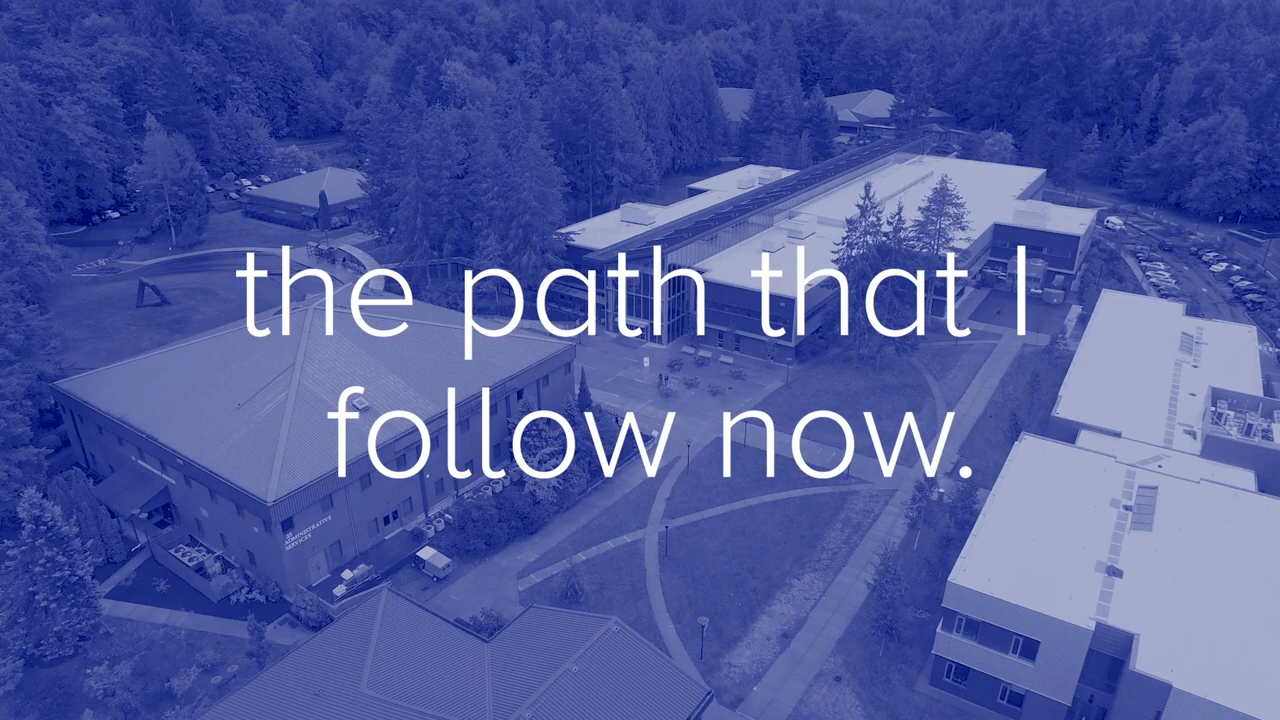 the path that I
follow now.
ADMINISTRATIVE
SERVICES